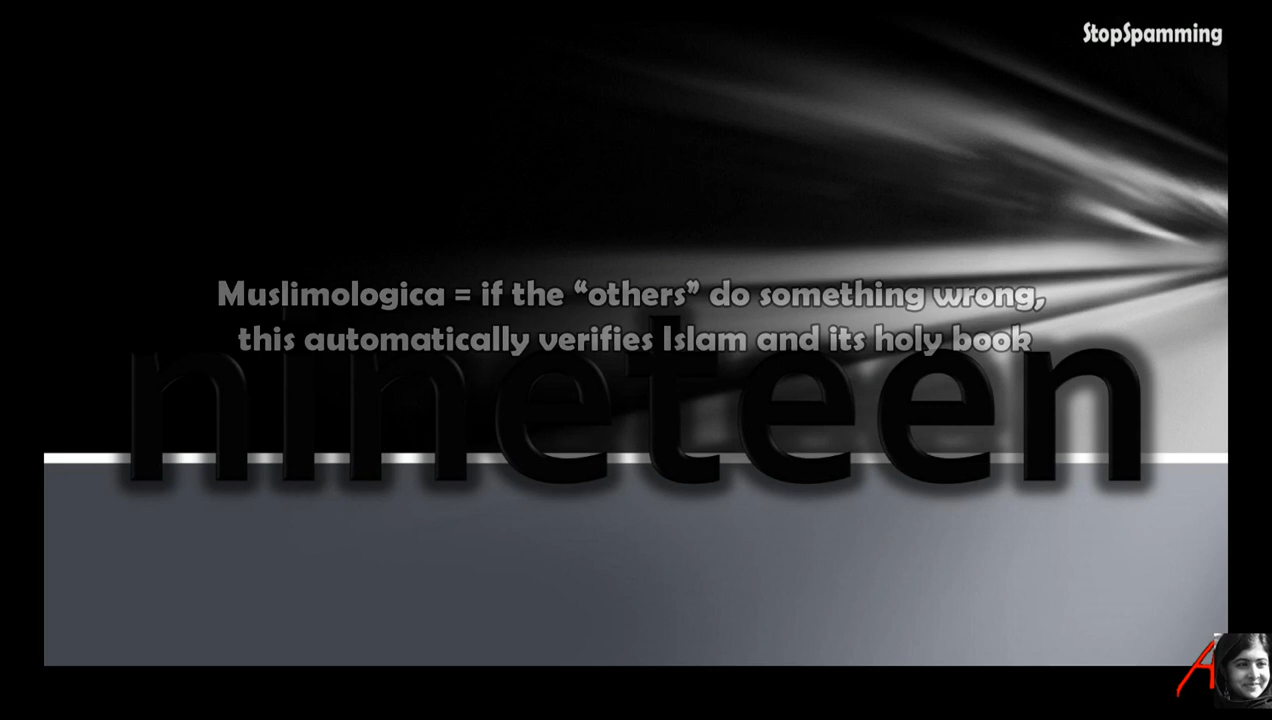 StopSpamming
Muslimologica = if the “others” do something wrong,
this automatically verifies Islam and its holy book
nineteen
A